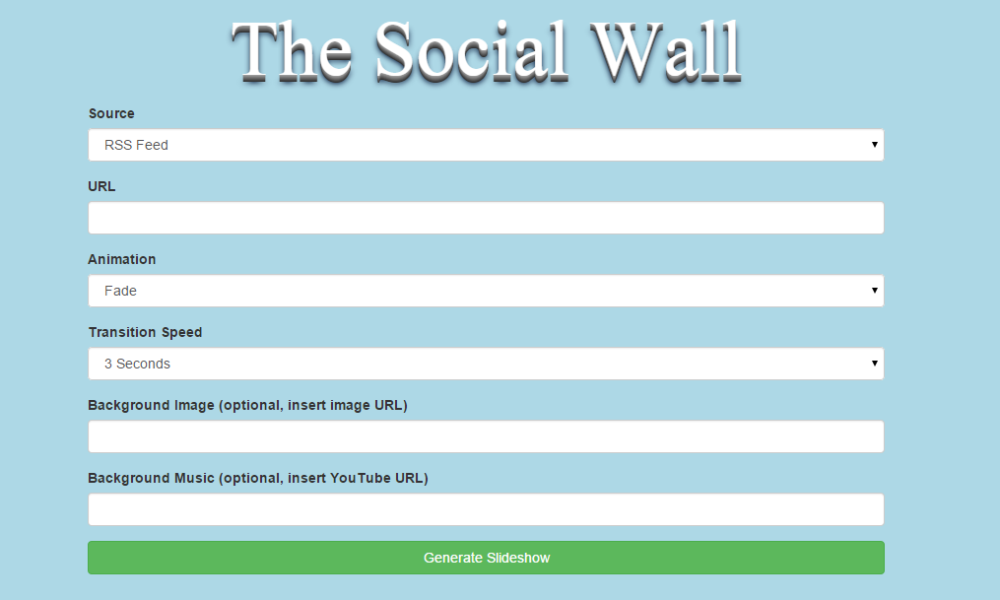 The Social Wall
Source
RSS Feed
URL
Animation
Fade
Transition Speed
3 Seconds
Background Image (optional, insert image URL)
Background Music (optional, insert YouTube URL)
Generate Slideshow